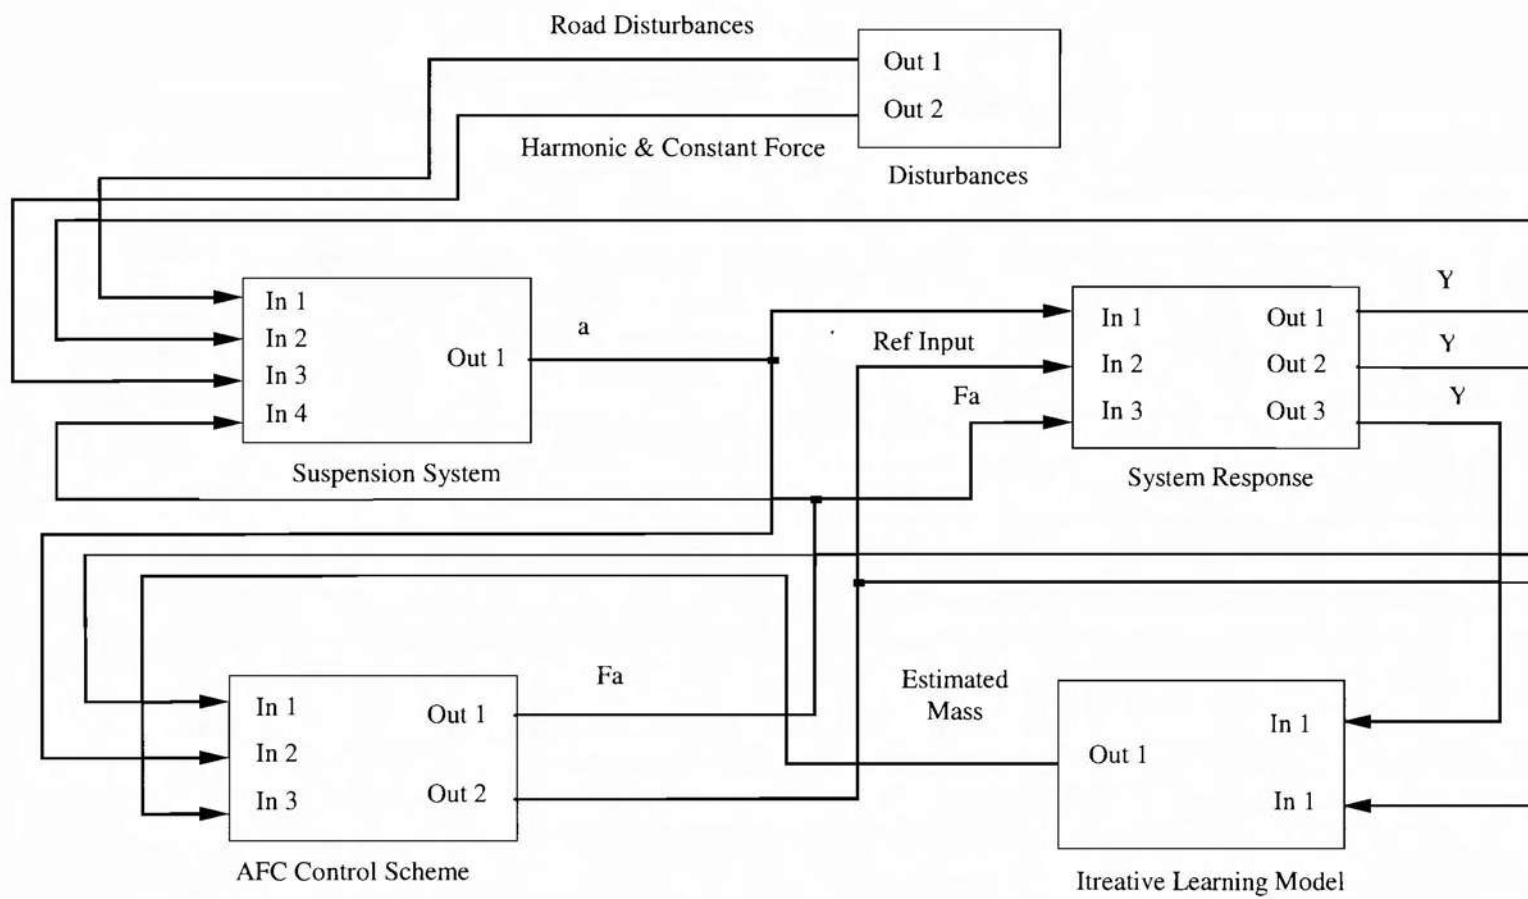 Road Disturbances
Out 1
Out 2
Harmonic & Constant Force
Disturbances
In 1
In 2
In 3
In 4
Out 1
a
Suspension System
Ref Input
Fa
In 1
In 2
In 3
Out 1
Out 2
Out 3
Y
Y
Y
System Response
In 1
In 2
In 3
Out 1
Out 2
Fa
AFC Control Scheme
Estimated
Mass
Out 1
In 1
In 1
Itreative Learning Model